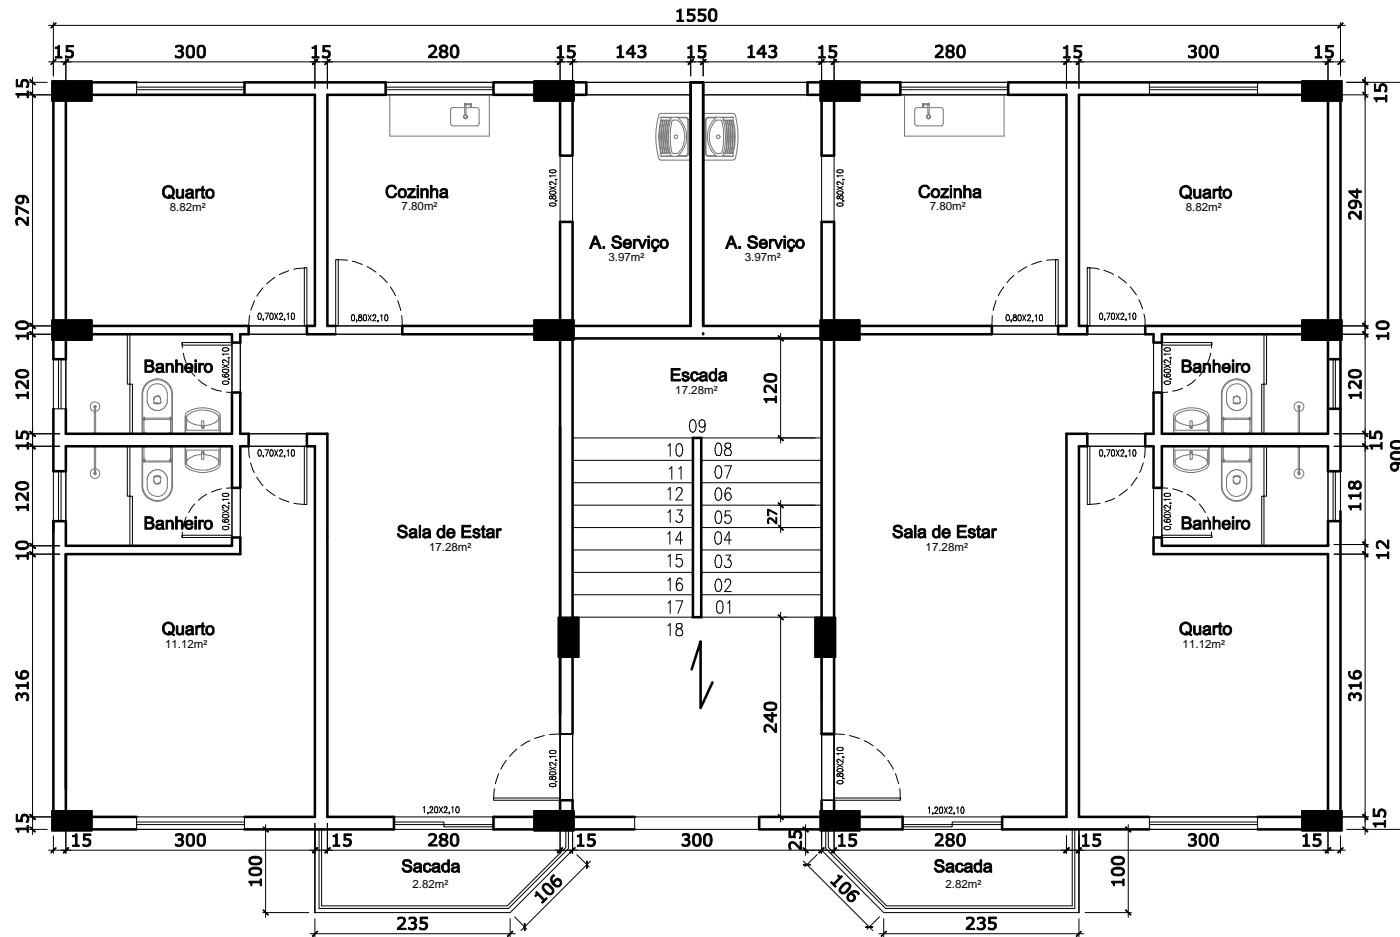 1550
15 300 15 280 15 143 15 143 15 280 15 300 15
15 15
279 294
Quarto
8.82m²
Cozinha
7.80m²
0,80X2,10
A. Serviço
3.97m²
A. Serviço
3.97m²
0,80X2,10
Cozinha
7.80m²
Quarto
8.82m²
0,70X2,10 0,80X2,10 0,80X2,10 0,70X2,10
10 10
Banheiro
0,60X2,10
Escada
17.28m²
120
0,60X2,10
Banheiro
120 120
09
15 15
900
10 08
11 07
12 06
13 05
14 04
15 03
16 02
17 01
18
27
0,70X2,10 0,70X2,10
120 118
0,60X2,10 0,60X2,10
Banheiro Banheiro
Sala de Estar
17.28m²
Sala de Estar
17.28m²
10 12
Quarto
11.12m²
Quarto
11.12m²
316 316
240
0,80X2,10 0,80X2,10
1,20X2,10 1,20X2,10
15 15
15 300 15 280 15 300 25 15 280 15 300
100 100
Sacada
2.82m²
Sacada
2.82m²
106 106
235 235